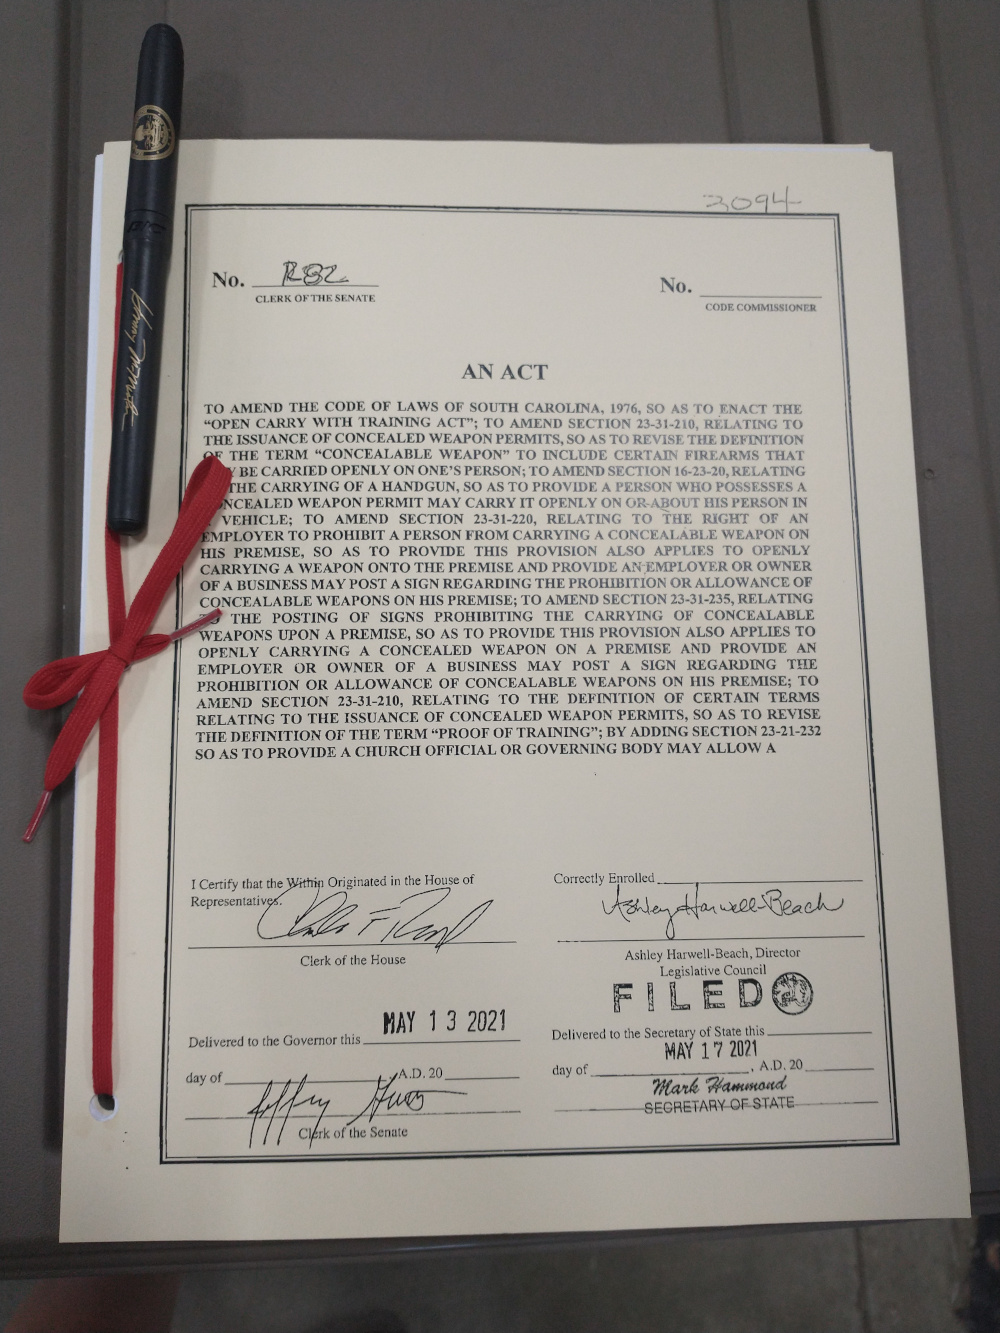 3094
No. R82
CLERK OF THE SENATE
No.
CODE COMMISSIONER
AN ACT
TO AMEND THE CODE OF LAWS OF SOUTH CAROLINA, 1976, SO AS TO ENACT THE
“OPEN CARRY WITH TRAINING ACT”; TO AMEND SECTION 23-31-210, RELATING TO
THE ISSUANCE OF CONCEALED WEAPON PERMITS, SO AS TO REVISE THE DEFINITION
OF THE TERM “CONCEALABLE WEAPON” TO INCLUDE CERTAIN FIREARMS THAT
BE CARRIED OPENLY ON ONE’S PERSON; TO AMEND SECTION 16-23-20, RELATING
THE CARRYING OF A HANDGUN, SO AS TO PROVIDE A PERSON WHO POSSESSES A
CONCEALED WEAPON PERMIT MAY CARRY IT OPENLY ON OR ABOUT HIS PERSON IN
VEHICLE; TO AMEND SECTION 23-31-220, RELATING TO THE RIGHT OF AN
EMPLOYER TO PROHIBIT A PERSON FROM CARRYING A CONCEALABLE WEAPON ON
HIS PREMISE, SO AS TO PROVIDE THIS PROVISION ALSO APPLIES TO OPENLY
CARRYING A WEAPON ONTO THE PREMISE AND PROVIDE AN EMPLOYER OR OWNER
OF A BUSINESS MAY POST A SIGN REGARDING THE PROHIBITION OR ALLOWANCE OF
CONCEALABLE WEAPONS ON HIS PREMISE; TO AMEND SECTION 23-31-235, RELATING
TO THE POSTING OF SIGNS PROHIBITING THE CARRYING OF CONCEALABLE
WEAPONS UPON A PREMISE, SO AS TO PROVIDE THIS PROVISION ALSO APPLIES TO
OPENLY CARRYING A CONCEALED WEAPON ON A PREMISE AND PROVIDE AN
EMPLOYER OR OWNER OF A BUSINESS MAY POST A SIGN REGARDING THE
PROHIBITION OR ALLOWANCE OF CONCEALABLE WEAPONS ON HIS PREMISE; TO
AMEND SECTION 23-31-210, RELATING TO THE DEFINITION OF CERTAIN TERMS
RELATING TO THE ISSUANCE OF CONCEALED WEAPON PERMITS, SO AS TO REVISE
THE DEFINITION OF THE TERM “PROOF OF TRAINING”; BY ADDING SECTION 23-21-232
SO AS TO PROVIDE A CHURCH OFFICIAL OR GOVERNING BODY MAY ALLOW A
I Certify that the Within Originated in the House of
Representatives.
Clerk of the House
Correctly Enrolled
Ashley Harwell-Beach
Ashley Harwell-Beach, Director
Legislative Council
FILED
Delivered to the Governor this MAY 13 2021
day of , A.D. 20
Clerk of the Senate
Delivered to the Secretary of State this
MAY 17 2021
day of , A.D. 20
Mark Hammond
SECRETARY OF STATE